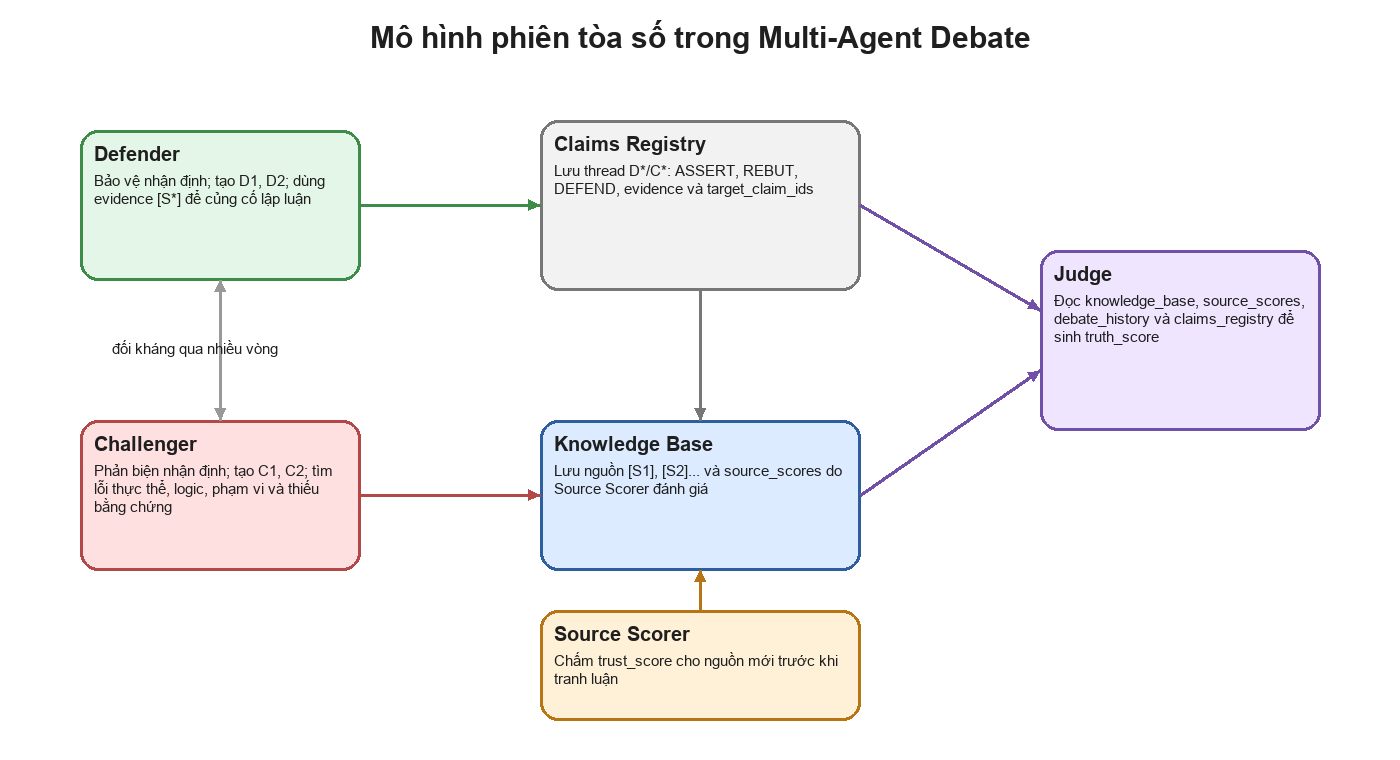 Mô hình phiên tòa số trong Multi-Agent Debate
Defender
Bảo vệ nhận định; tạo D1, D2; dùng
evidence [S*] để củng cố lập luận
Claims Registry
Lưu thread D*/C*: ASSERT, REBUT,
DEFEND, evidence và target_claim_ids
Judge
Đọc knowledge_base, source_scores,
debate_history và claims_registry để
sinh truth_score
đối kháng qua nhiều vòng
Challenger
Phản biện nhận định; tạo C1, C2; tìm
lỗi thực thể, logic, phạm vi và thiếu
bằng chứng
Knowledge Base
Lưu nguồn [S1], [S2]... và source_scores do
Source Scorer đánh giá
Source Scorer
Chấm trust_score cho nguồn mới trước khi
tranh luận